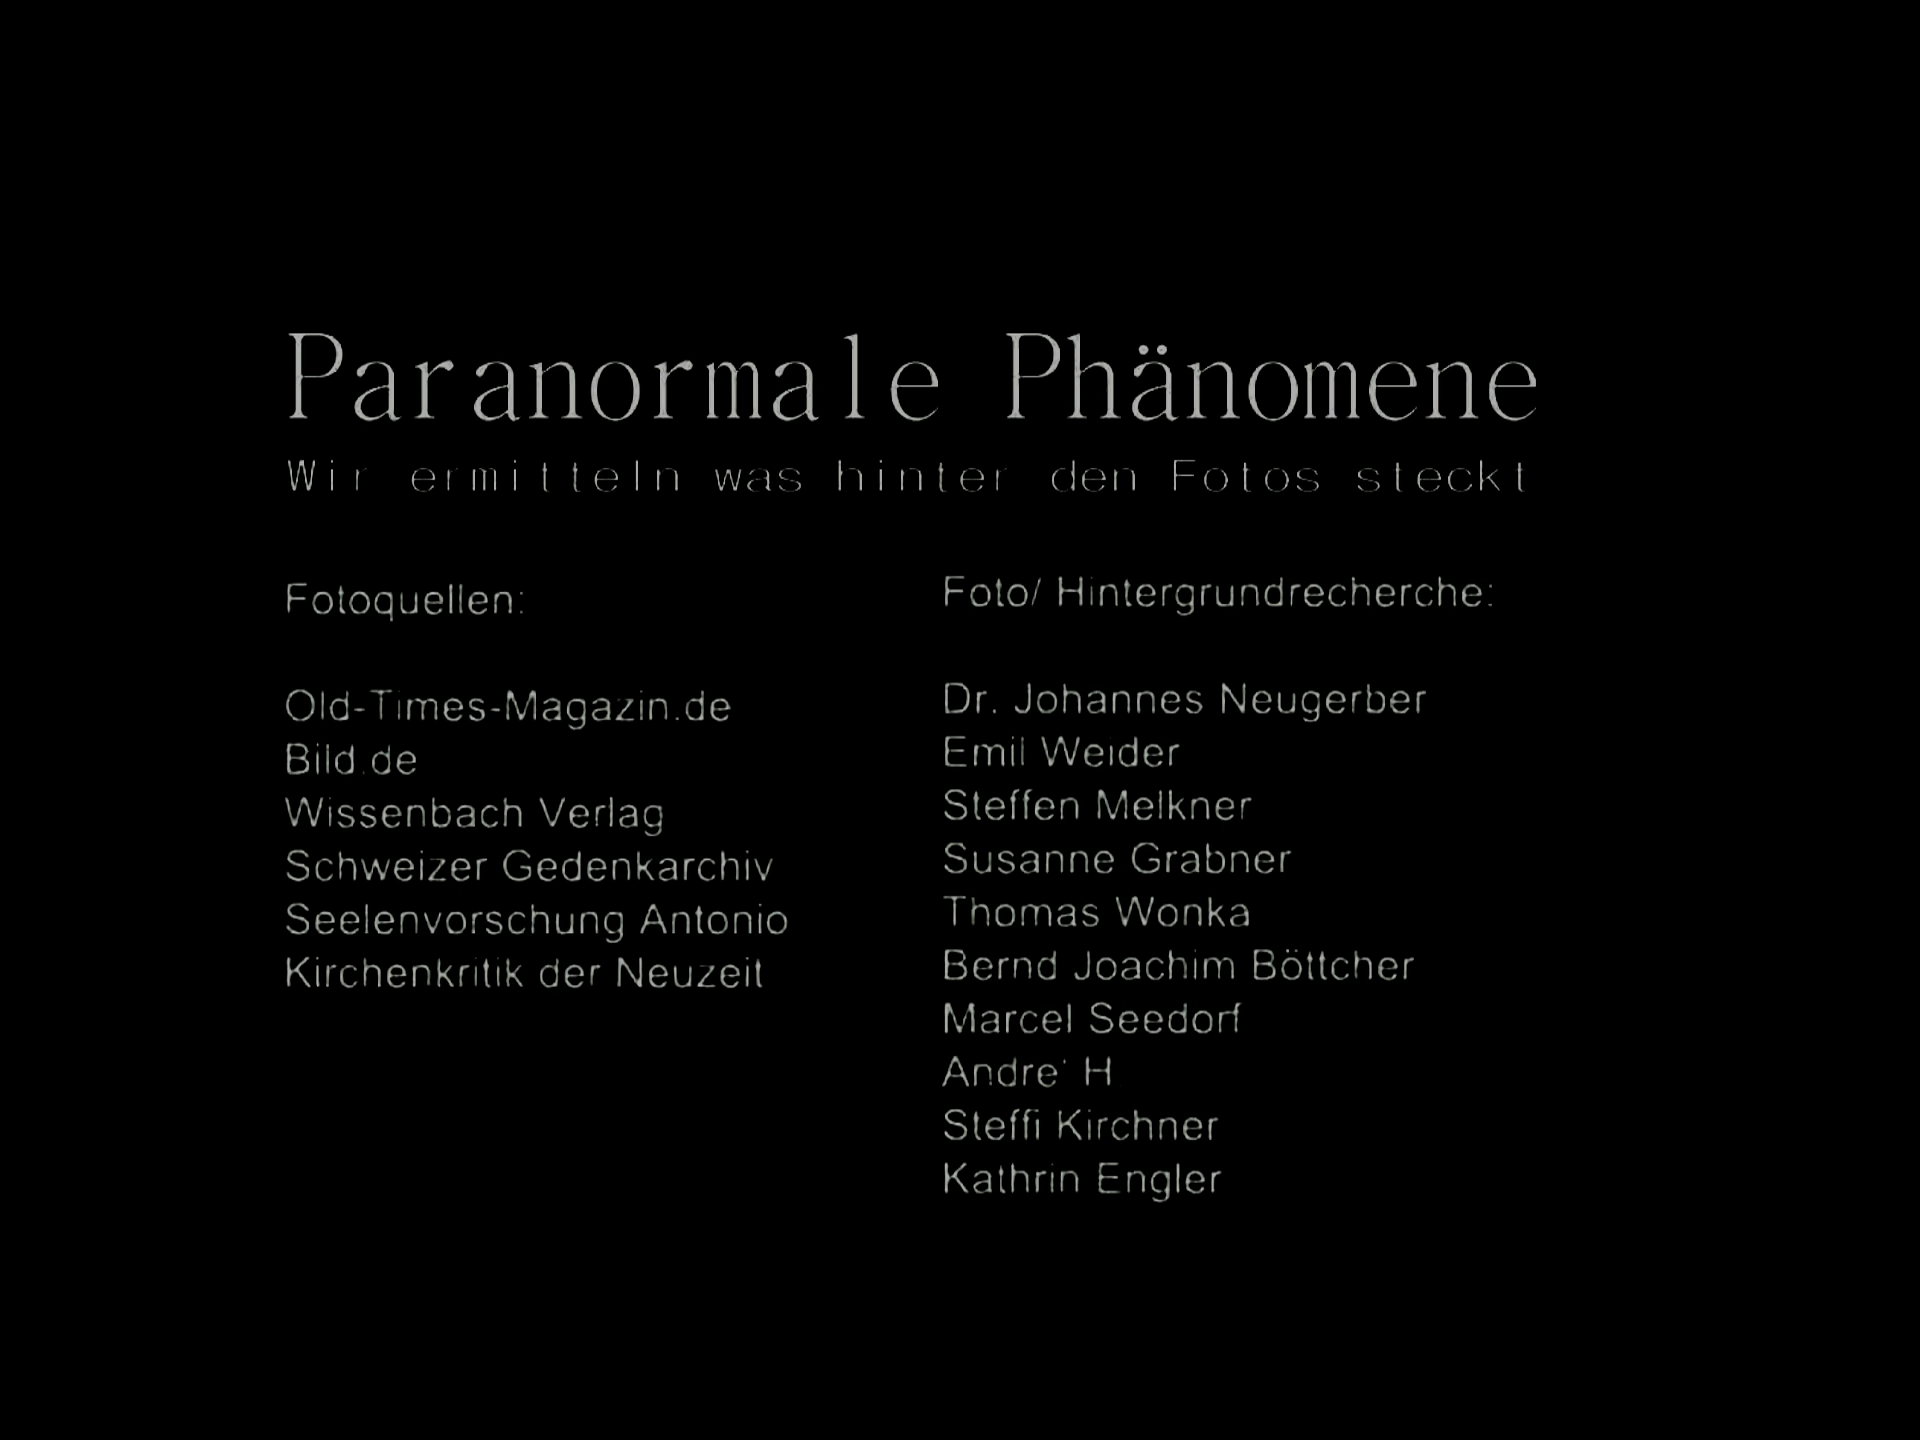 Paranormale Phänomene
Wir ermitteln was hinter den Fotos steckt
Fotoquellen:
Old-Times-Magazin.de
Bild.de
Wissenbach Verlag
Schweizer Gedenkarchiv
Seelenvorschung Antonio
Kirchenkritik der Neuzeit
Foto/ Hintergrundrecherche:
Dr. Johannes Neugerber
Emil Weider
Steffen Melkner
Susanne Grabner
Thomas Wonka
Bernd Joachim Böttcher
Marcel Seedorf
Andre´ H
Steffi Kirchner
Kathrin Engler